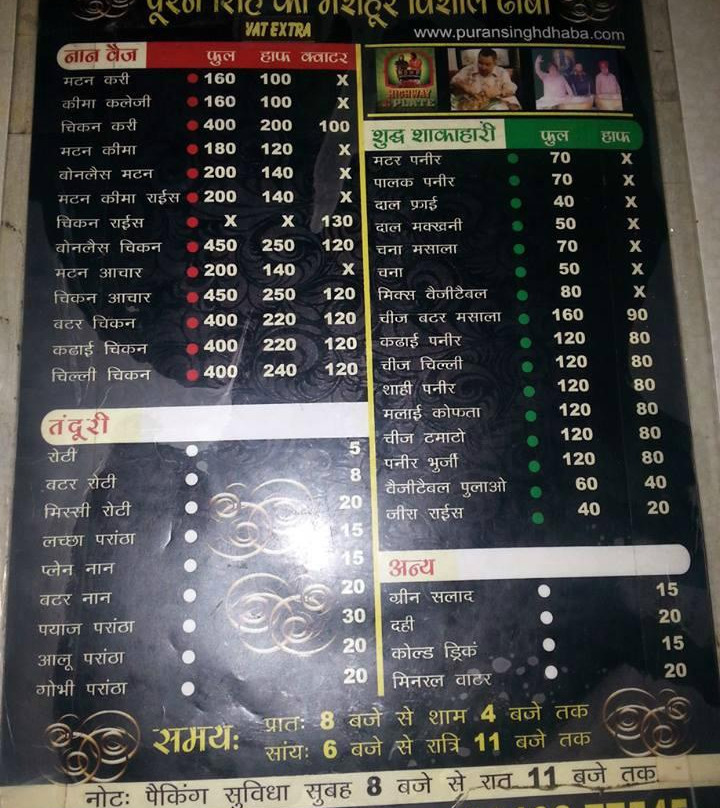 पूरन सिंह का मशहूर विशाल ढाबा
VAT EXTRA
www.puransinghdhaba.com
नान वैज फुल हाफ क्वाटर
मटन करी 160 100 X
कीमा कलेजी 160 100 X
चिकन करी 400 200 100
मटन कीमा 180 120 X
बोनलैस मटन 200 140 X
मटन कीमा राईस 200 140 X
चिकन राईस X X 130
बोनलैस चिकन 450 250 120
मटन आचार 200 140 X
चिकन आचार 450 250 120
बटर चिकन 400 220 120
कढाई चिकन 400 220 120
चिल्ली चिकन 400 240 120
तंदूरी
रोटी 5
बटर रोटी 8
मिस्सी रोटी 20
लच्छा परांठा 15
प्लेन नान 15
बटर नान 20
पयाज परांठा 30
आलू परांठा 20
गोभी परांठा 20
HIGHWAY
PLATE
शुद्ध शाकाहारी फुल हाफ
मटर पनीर 70 X
पालक पनीर 70 X
दाल फ्राई 40 X
दाल मक्खनी 50 X
चना मसाला 70 X
चना 50 X
मिक्स वैजीटैबल 80 X
चीज बटर मसाला 160 90
कढाई पनीर 120 80
चीज चिल्ली 120 80
शाही पनीर 120 80
मलाई कोफता 120 80
चीज टमाटो 120 80
पनीर भुर्जी 120 80
वैजीटैबल पुलाओ 60 40
जीरा राईस 40 20
अन्य
ग्रीन सलाद 15
दही 20
कोल्ड ड्रिकं 15
मिनरल वाटर 20
समयः प्रातः 8 बजे से शाम 4 बजे तक
सांयः 6 बजे से रात्रि 11 बजे तक
नोटः पैकिंग सुविधा सुबह 8 बजे से रात 11 बजे तक